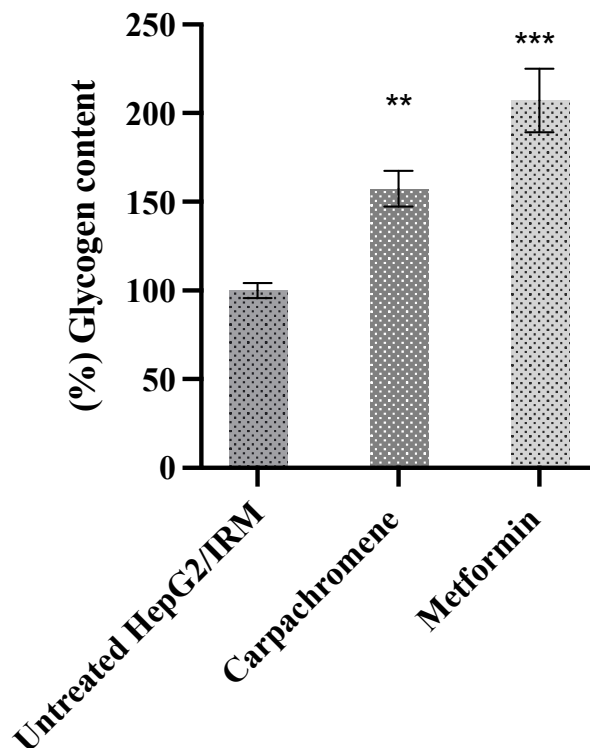 (%) Glycogen content
250
200
150
100
50
0
**
***
Untreated HepG2/IRM
Carpachromene
Metformin